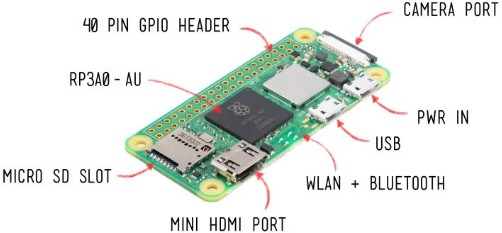 CAMERA PORT
40 PIN GPIO HEADER
RP3A0-AU
PWR IN
USB
MICRO SD SLOT
WLAN + BLUETOOTH
MINI HDMI PORT